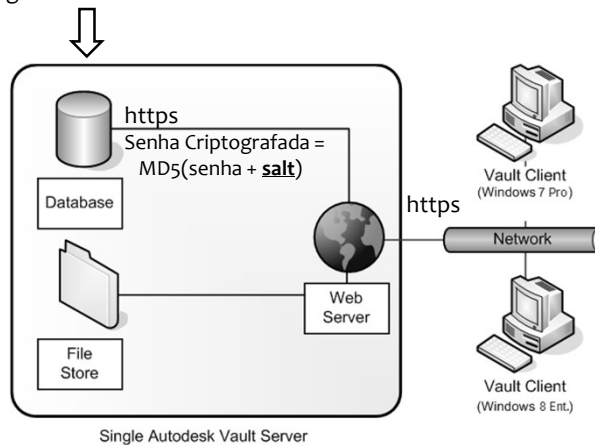 https
Senha Criptografada =
MD5(senha + salt)
Database
File
Store
Web
Server
https
Vault Client
(Windows 7 Pro)
Network
Vault Client
(Windows 8 Ent.)
Single Autodesk Vault Server